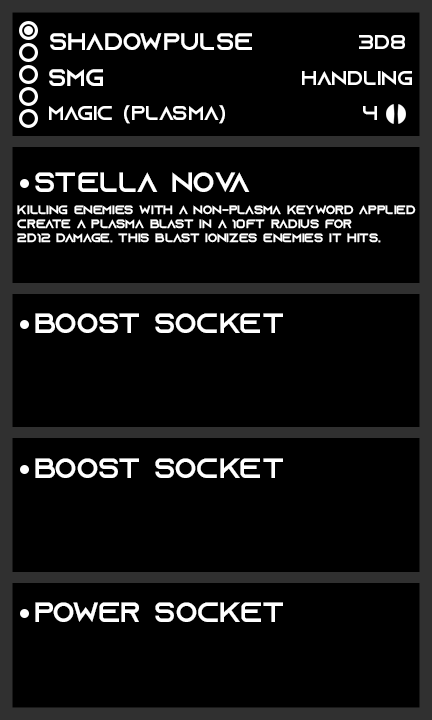 SHADOWPULSE 3D8
SMG HANDLING
MAGIC (PLASMA) 4
•STELLA NOVA
KILLING ENEMIES WITH A NON-PLASMA KEYWORD APPLIED
CREATE A PLASMA BLAST IN A 10FT RADIUS FOR
2D12 DAMAGE. THIS BLAST IONIZES ENEMIES IT HITS.
•BOOST SOCKET
•BOOST SOCKET
•POWER SOCKET